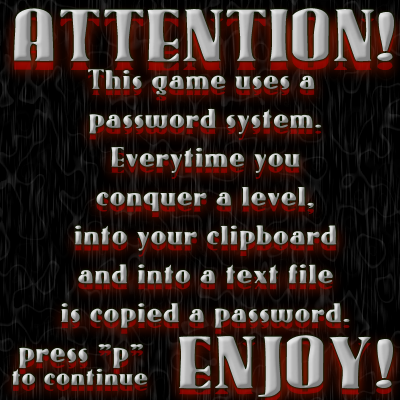 ATTENTION!
This game uses a
password system.
Everytime you
conquer a level,
into your clipboard
and into a text file
is copied a password.
press "p"
to continue
ENJOY!